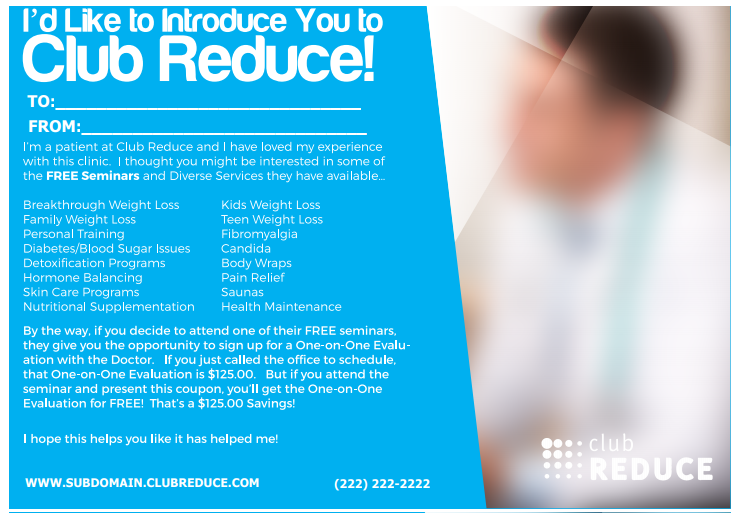 I'd Like to Introduce You to
Club Reduce!
TO:
FROM:
I'm a patient at Club Reduce and I have loved my experience
with this clinic. I thought you might be interested in some of
the FREE Seminars and Diverse Services they have available...
Breakthrough Weight Loss
Family Weight Loss
Personal Training
Diabetes/Blood Sugar Issues
Detoxification Programs
Hormone Balancing
Skin Care Programs
Nutritional Supplementation
Kids Weight Loss
Teen Weight Loss
Fibromyalgia
Candida
Body Wraps
Pain Relief
Saunas
Health Maintenance
By the way, if you decide to attend one of their FREE seminars,
they give you the opportunity to sign up for a One-on-One Evalu-
ation with the Doctor. If you just called the office to schedule,
that One-on-One Evaluation is $125.00. But if you attend the
seminar and present this coupon, you'll get the One-on-One
Evaluation for FREE! That's a $125.00 Savings!
I hope this helps you like it has helped me!
WWW.SUBDOMAIN.CLUBREDUCE.COM
(222) 222-2222
club
REDUCE